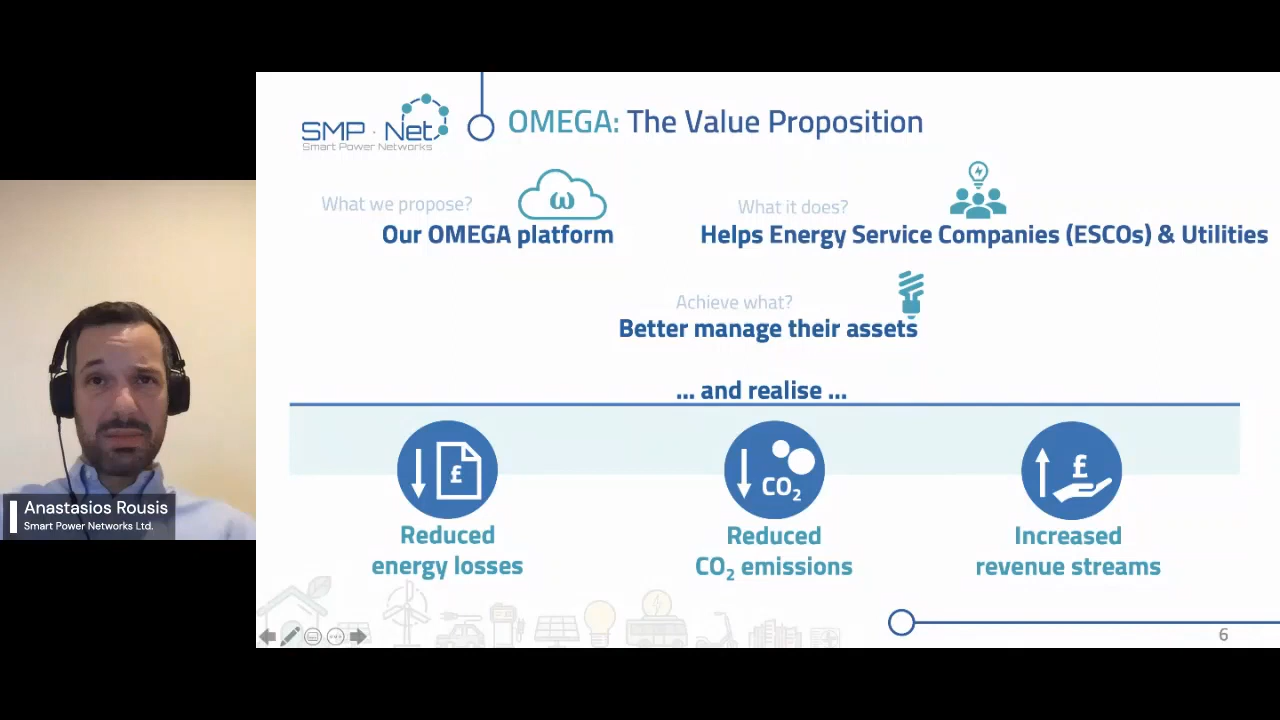 SMP · Net
Smart Power Networks
OMEGA: The Value Proposition
What we propose?
ω
Our OMEGA platform
What it does?
Helps Energy Service Companies (ESCOs) & Utilities
Achieve what?
Better manage their assets
... and realise ...
£
CO₂
£
Reduced
energy losses
Reduced
CO₂ emissions
Increased
revenue streams
Anastasios Rousis
Smart Power Networks Ltd.
6